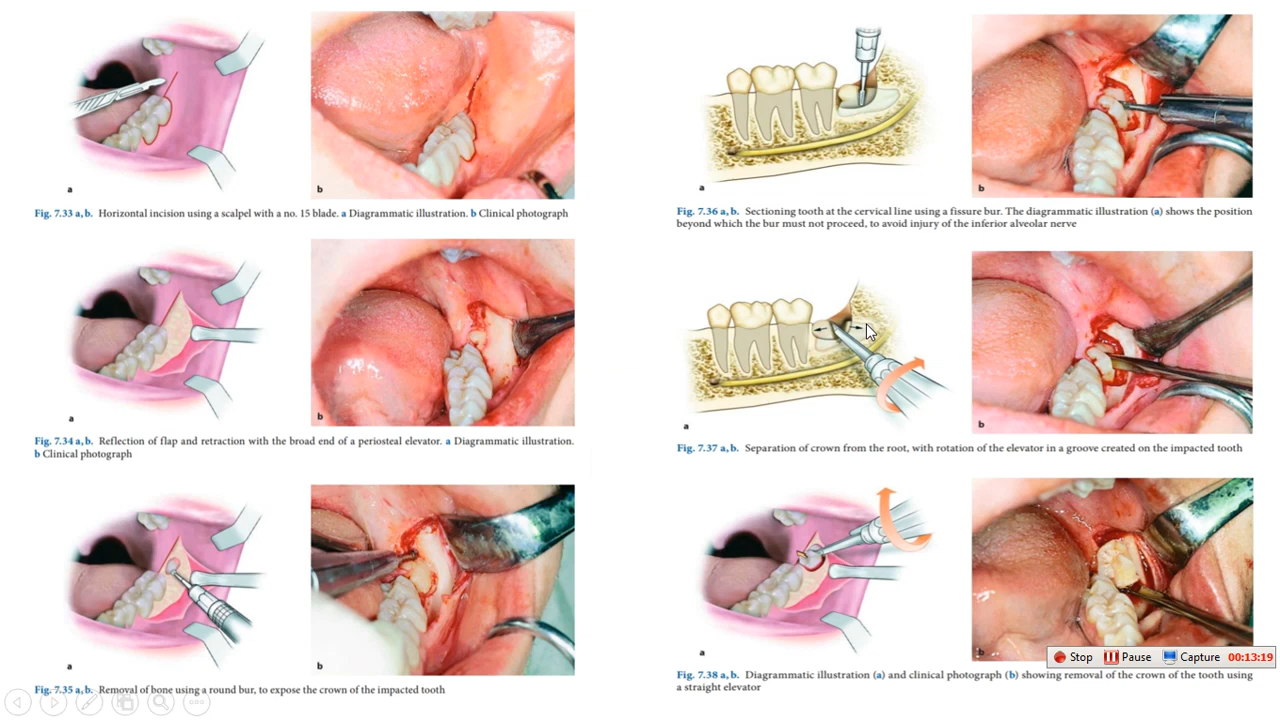 a
b
Fig. 7.33 a, b. Horizontal incision using a scalpel with a no. 15 blade. a Diagrammatic illustration. b Clinical photograph
a
b
Fig. 7.34 a, b. Reflection of flap and retraction with the broad end of a periosteal elevator. a Diagrammatic illustration.
b Clinical photograph
a
b
Fig. 7.35 a, b. Removal of bone using a round bur, to expose the crown of the impacted tooth
a
b
Fig. 7.36 a, b. Sectioning tooth at the cervical line using a fissure bur. The diagrammatic illustration (a) shows the position
beyond which the bur must not proceed, to avoid injury of the inferior alveolar nerve
a
b
Fig. 7.37 a, b. Separation of crown from the root, with rotation of the elevator in a groove created on the impacted tooth
a
b
Fig. 7.38 a, b. Diagrammatic illustration (a) and clinical photograph (b) showing removal of the crown of the tooth using
a straight elevator
Stop Pause Capture 00:13:19